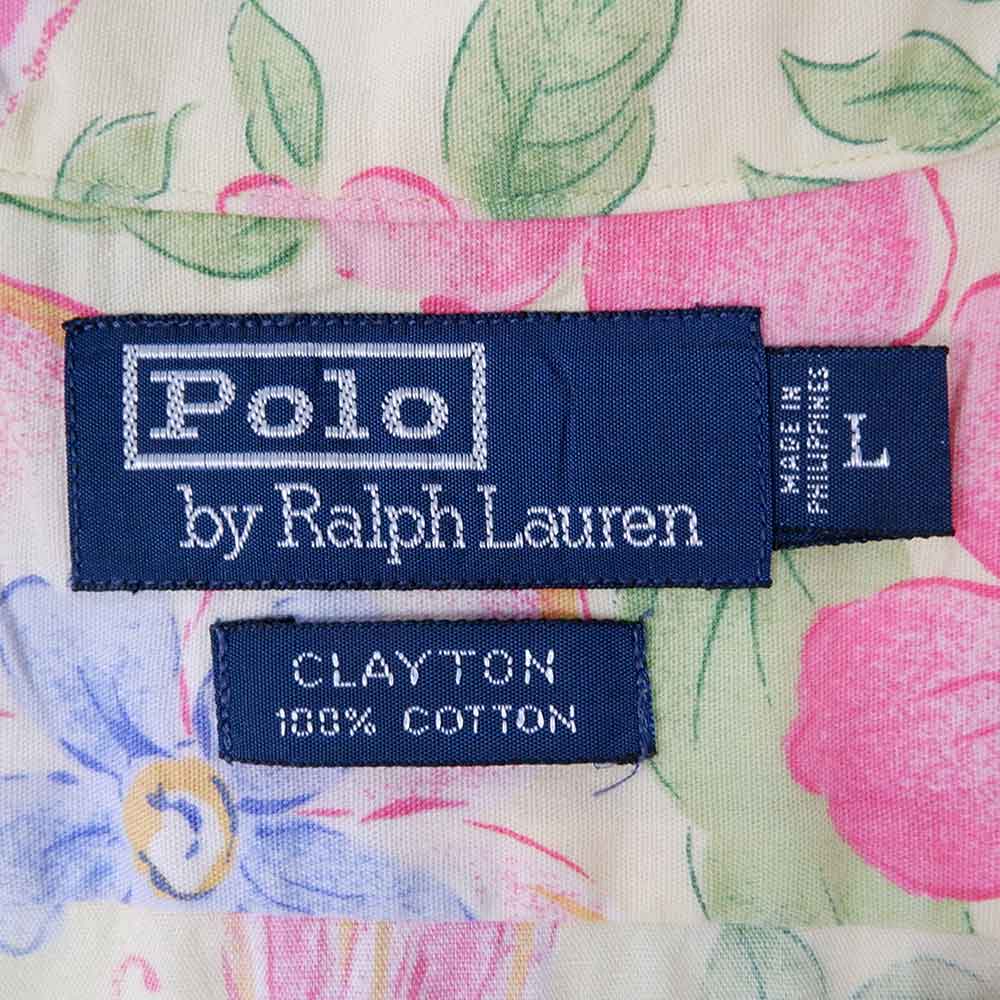 Polo
by Ralph Lauren
MADE IN
PHILIPPINES
L
CLAYTON
100% COTTON